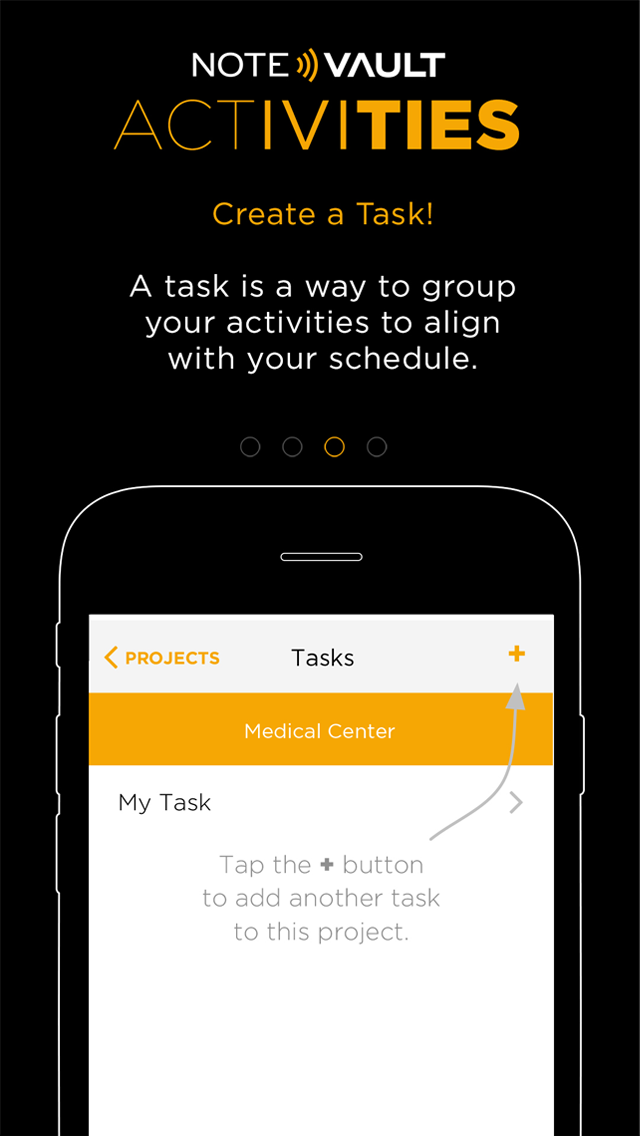 NOTE VAULT
ACTIVITIES
Create a Task!
A task is a way to group
your activities to align
with your schedule.
PROJECTS Tasks +
Medical Center
My Task
Tap the + button
to add another task
to this project.